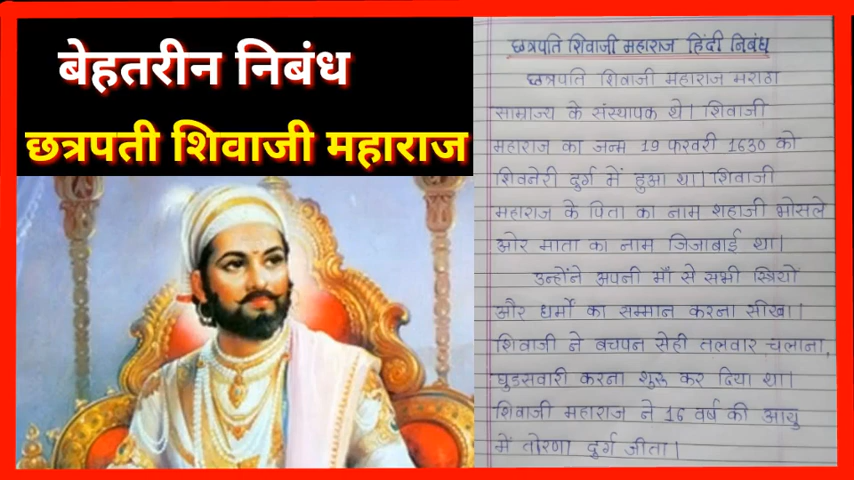 बेहतरीन निबंध
छत्रपती शिवाजी महाराज
छत्रपति शिवाजी महाराज हिंदी निबंध
छत्रपति शिवाजी महाराज मराठा
साम्राज्य के संस्थापक थे। शिवाजी
महाराज का जन्म 19 फरवरी 1630 को
शिवनेरी दुर्ग में हुआ था। शिवाजी
महाराज के पिता का नाम शहाजी भोसले
ओर माता का नाम जिजाबाई था।
उन्होंने अपनी माँ से सभी स्त्रियों
और धर्मों का सम्मान करना सीखा।
शिवाजी ने बचपन सेही तलवार चलाना,
घुडसवारी करना शुरू कर दिया था।
शिवाजी महाराज ने 16 वर्ष की आयु
में तोरणा दुर्ग जीता।